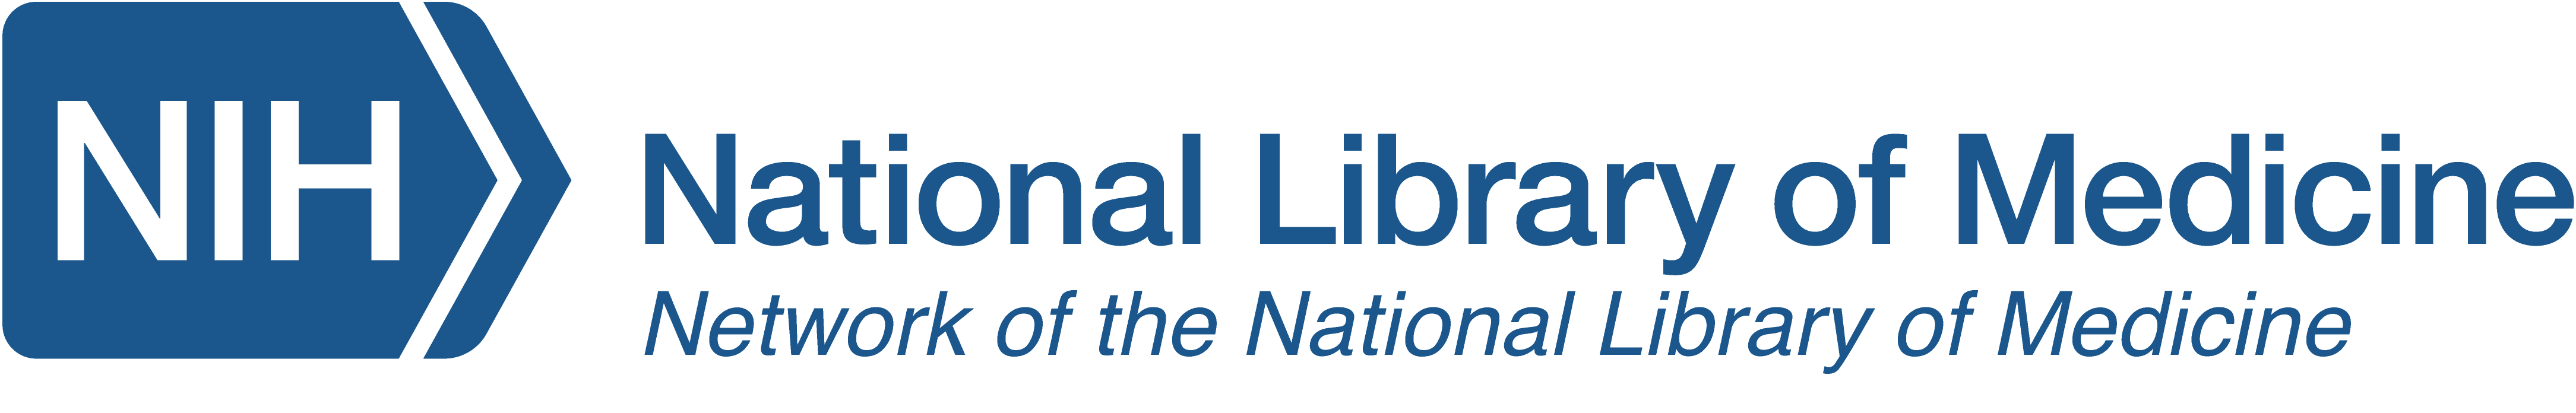 NIH
National Library of Medicine
Network of the National Library of Medicine